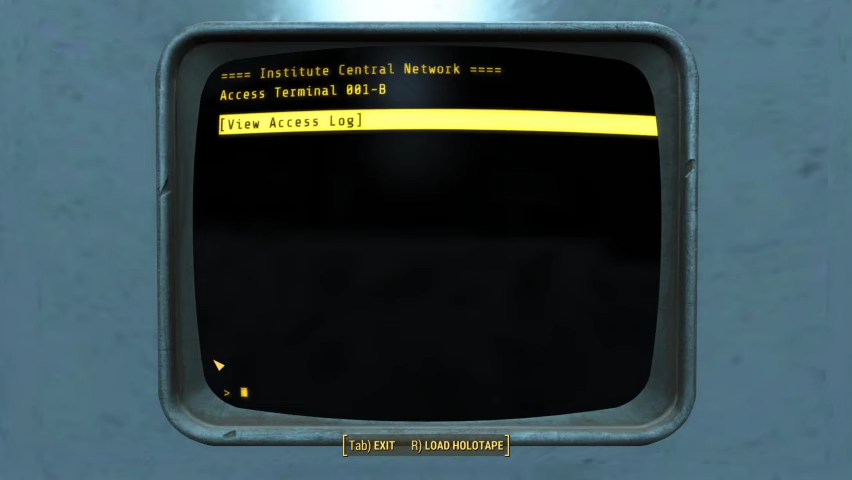 ==== Institute Central Network ====
Access Terminal 001-B
[View Access Log]
>
[Tab) EXIT R) LOAD HOLOTAPE]